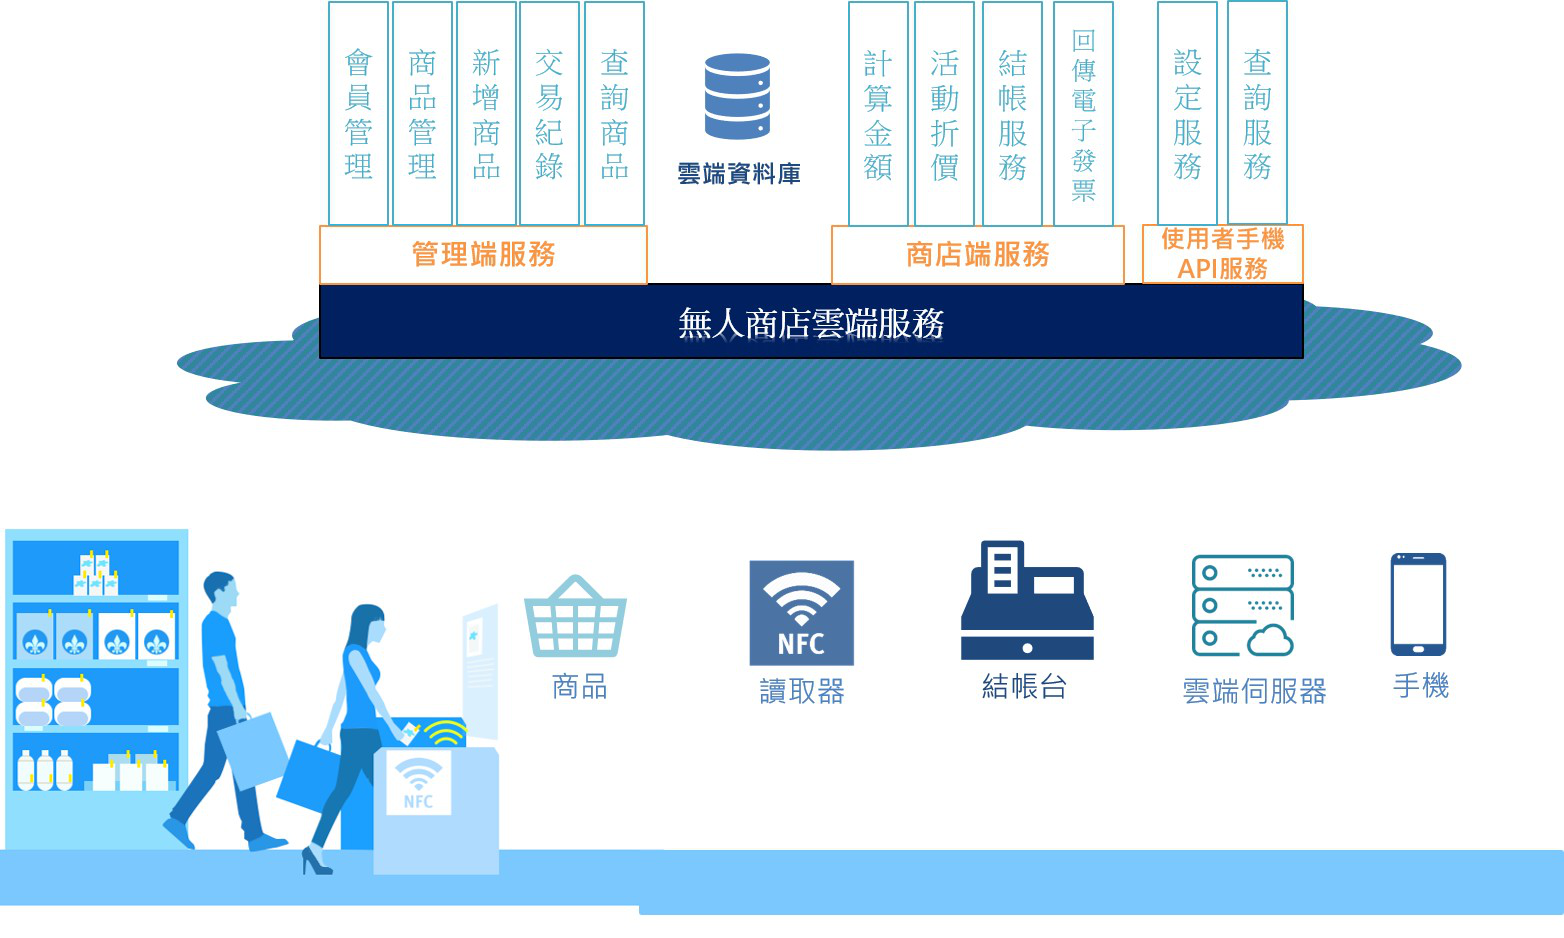 會員管理
商品管理
新增商品
交易紀錄
查詢商品
雲端資料庫
計算金額
活動折價
結帳服務
回傳電子發票
設定服務
查詢服務
管理端服務
商店端服務
使用者手機
API服務
無人商店雲端服務
商品
NFC
讀取器
結帳台
雲端伺服器
手機
NFC